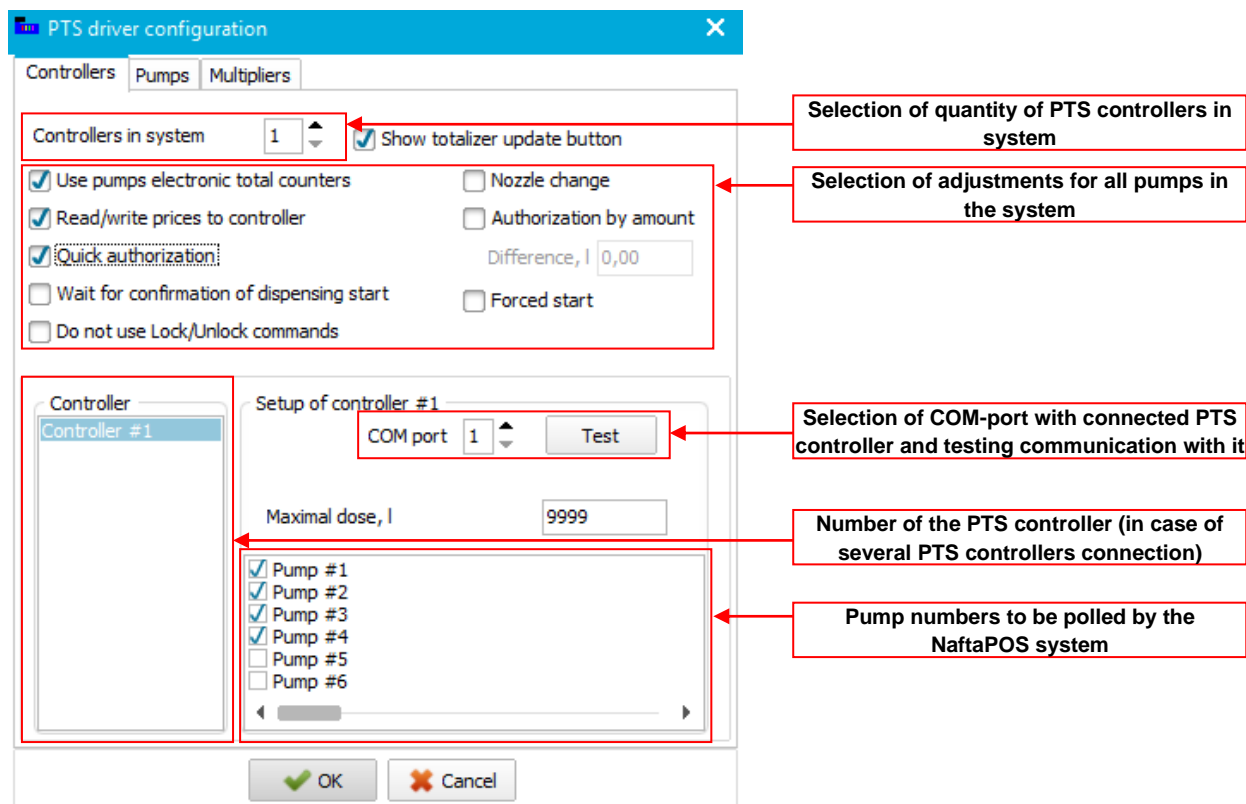 PTS driver configuration
Controllers Pumps Multipliers
Controllers in system 1 Show totalizer update button
Selection of quantity of PTS controllers in
system
Use pumps electronic total counters Nozzle change
Selection of adjustments for all pumps in
the system
Read/write prices to controller Authorization by amount
Quick authorization Difference, l 0,00
Wait for confirmation of dispensing start Forced start
Do not use Lock/Unlock commands
Controller
Controller #1
Setup of controller #1
COM port 1 Test
Selection of COM-port with connected PTS
controller and testing communication with it
Maximal dose, l 9999
Number of the PTS controller (in case of
several PTS controllers connection)
Pump #1
Pump #2
Pump #3
Pump #4
Pump #5
Pump #6
Pump numbers to be polled by the
NaftaPOS system
OK Cancel